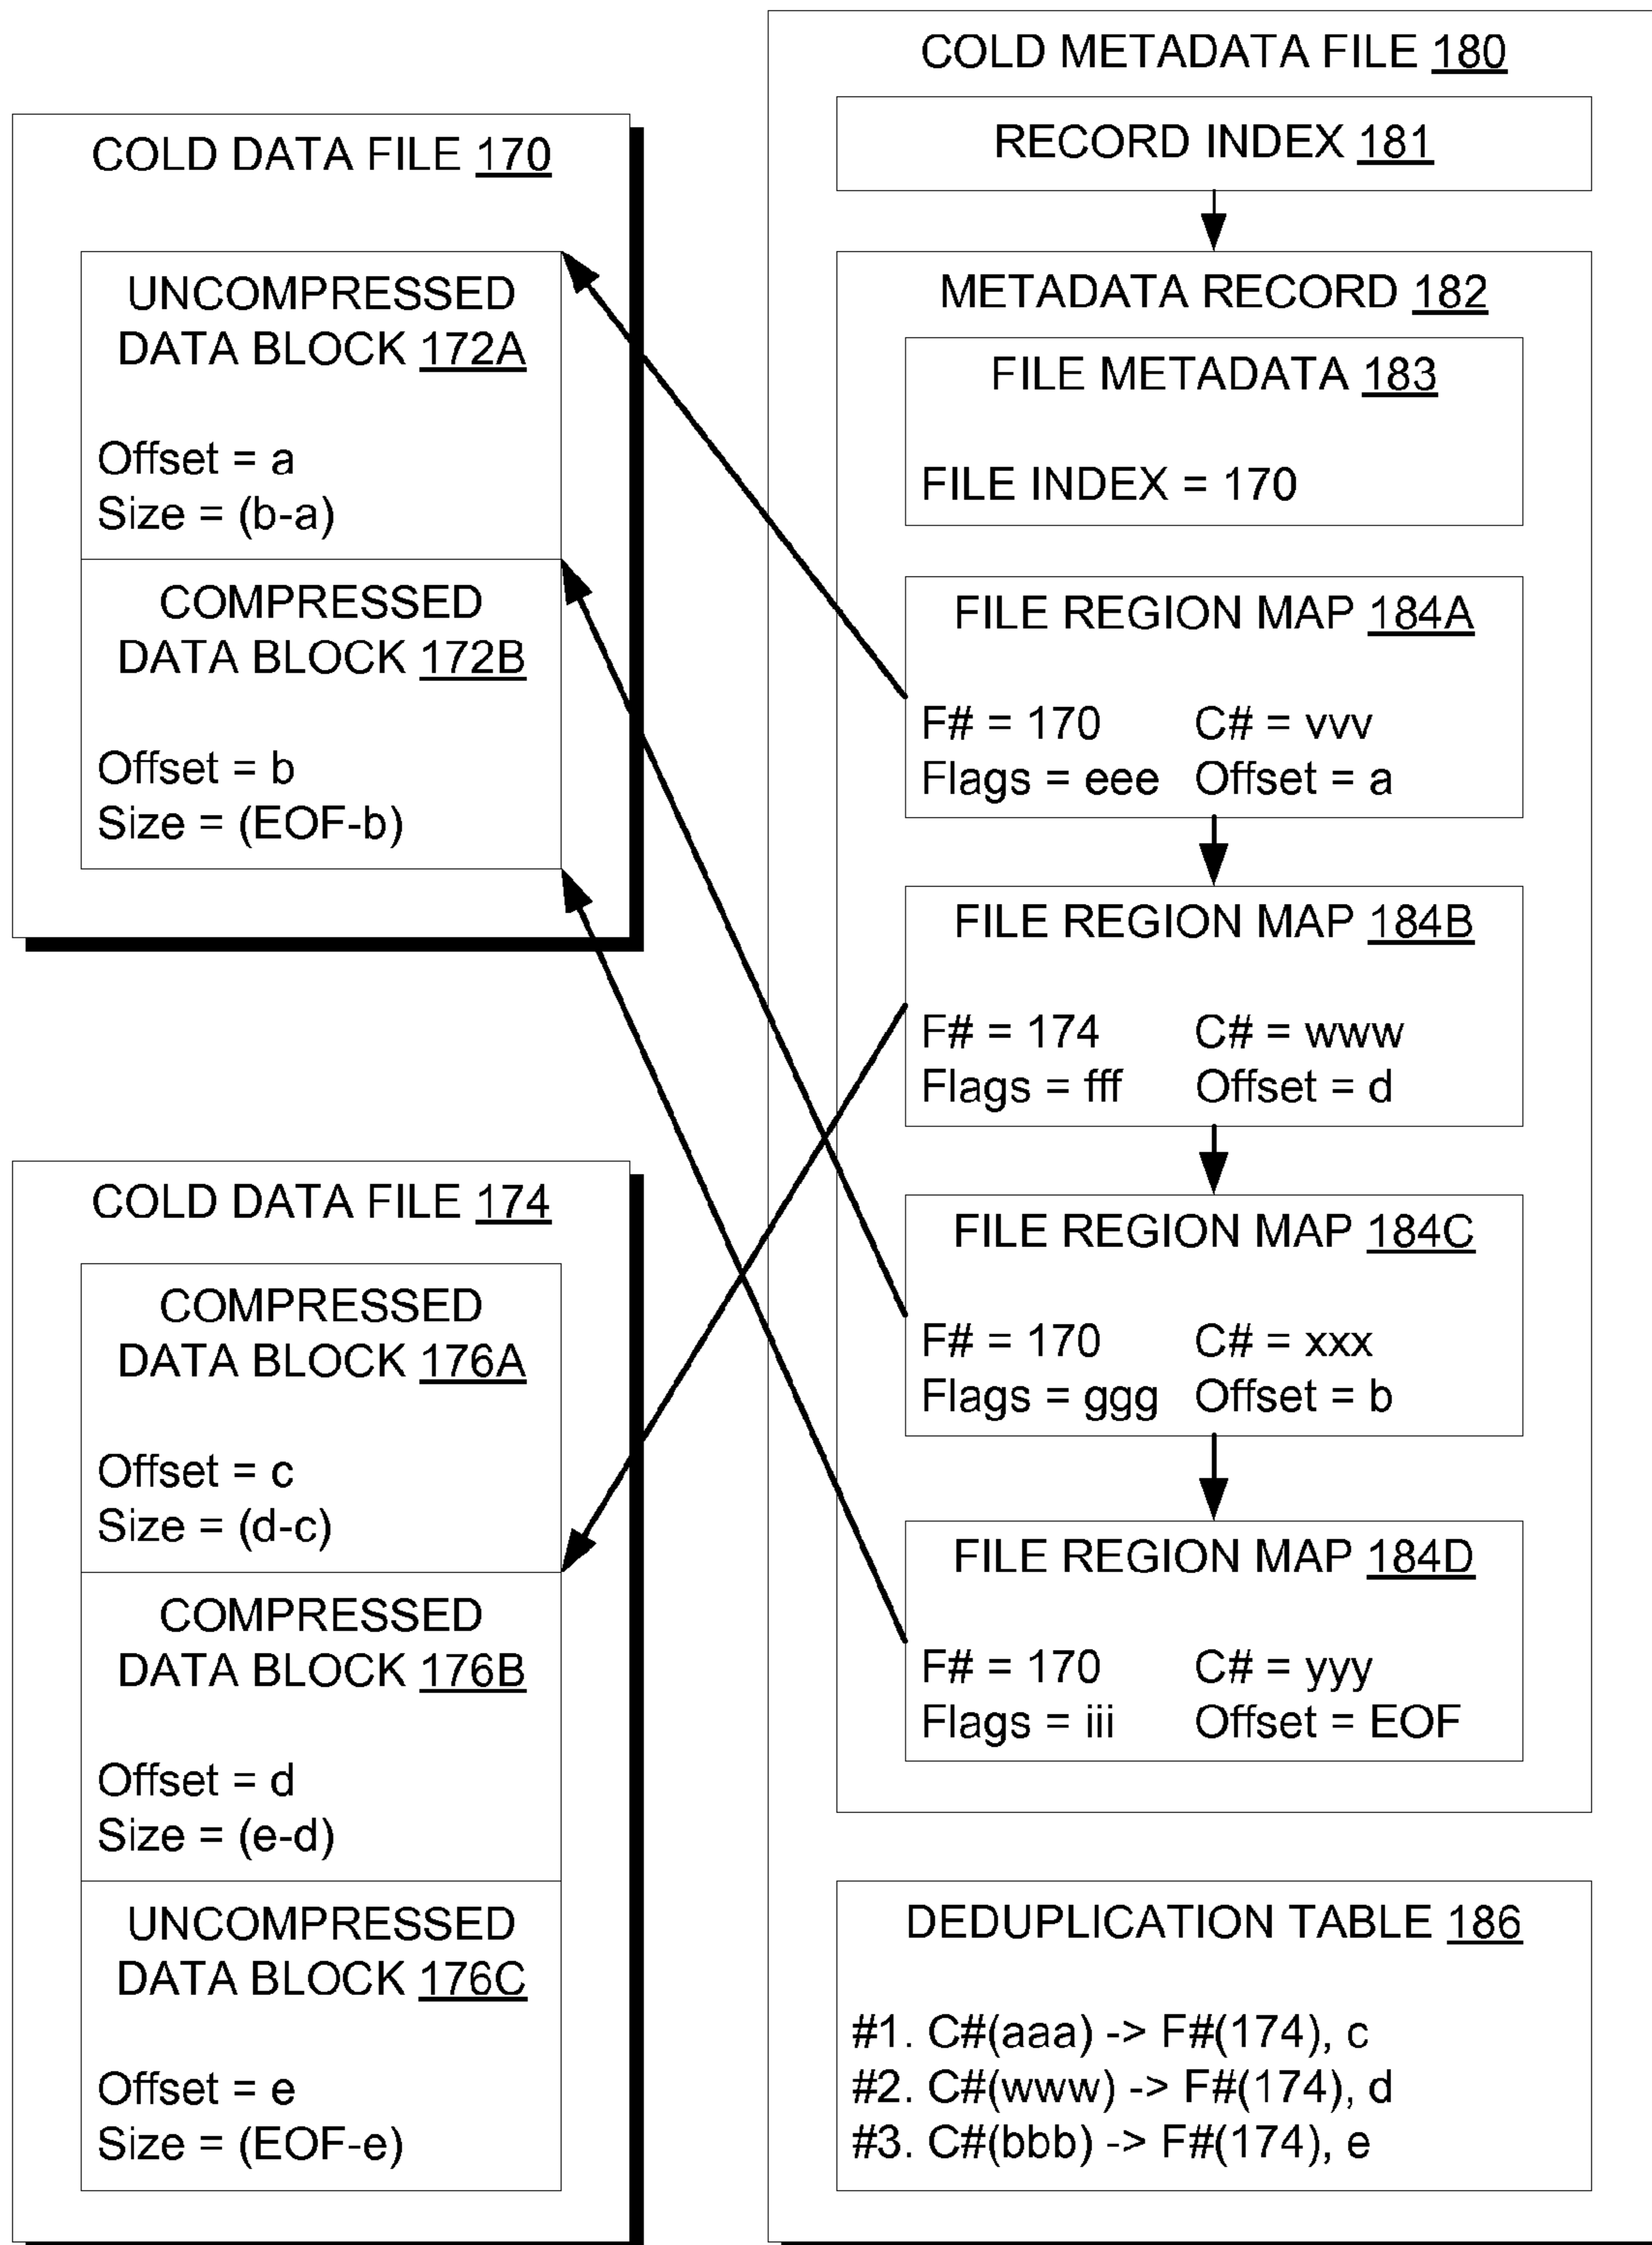 COLD DATA FILE 170
UNCOMPRESSED
DATA BLOCK 172A
Offset = a
Size = (b-a)
COMPRESSED
DATA BLOCK 172B
Offset = b
Size = (EOF-b)
COLD DATA FILE 174
COMPRESSED
DATA BLOCK 176A
Offset = c
Size = (d-c)
COMPRESSED
DATA BLOCK 176B
Offset = d
Size = (e-d)
UNCOMPRESSED
DATA BLOCK 176C
Offset = e
Size = (EOF-e)
COLD METADATA FILE 180
RECORD INDEX 181
METADATA RECORD 182
FILE METADATA 183
FILE INDEX = 170
FILE REGION MAP 184A
F# = 170 C# = vvv
Flags = eee Offset = a
FILE REGION MAP 184B
F# = 174 C# = www
Flags = fff Offset = d
FILE REGION MAP 184C
F# = 170 C# = xxx
Flags = ggg Offset = b
FILE REGION MAP 184D
F# = 170 C# = yyy
Flags = iii Offset = EOF
DEDUPLICATION TABLE 186
#1. C#(aaa) -> F#(174), c
#2. C#(www) -> F#(174), d
#3. C#(bbb) -> F#(174), e